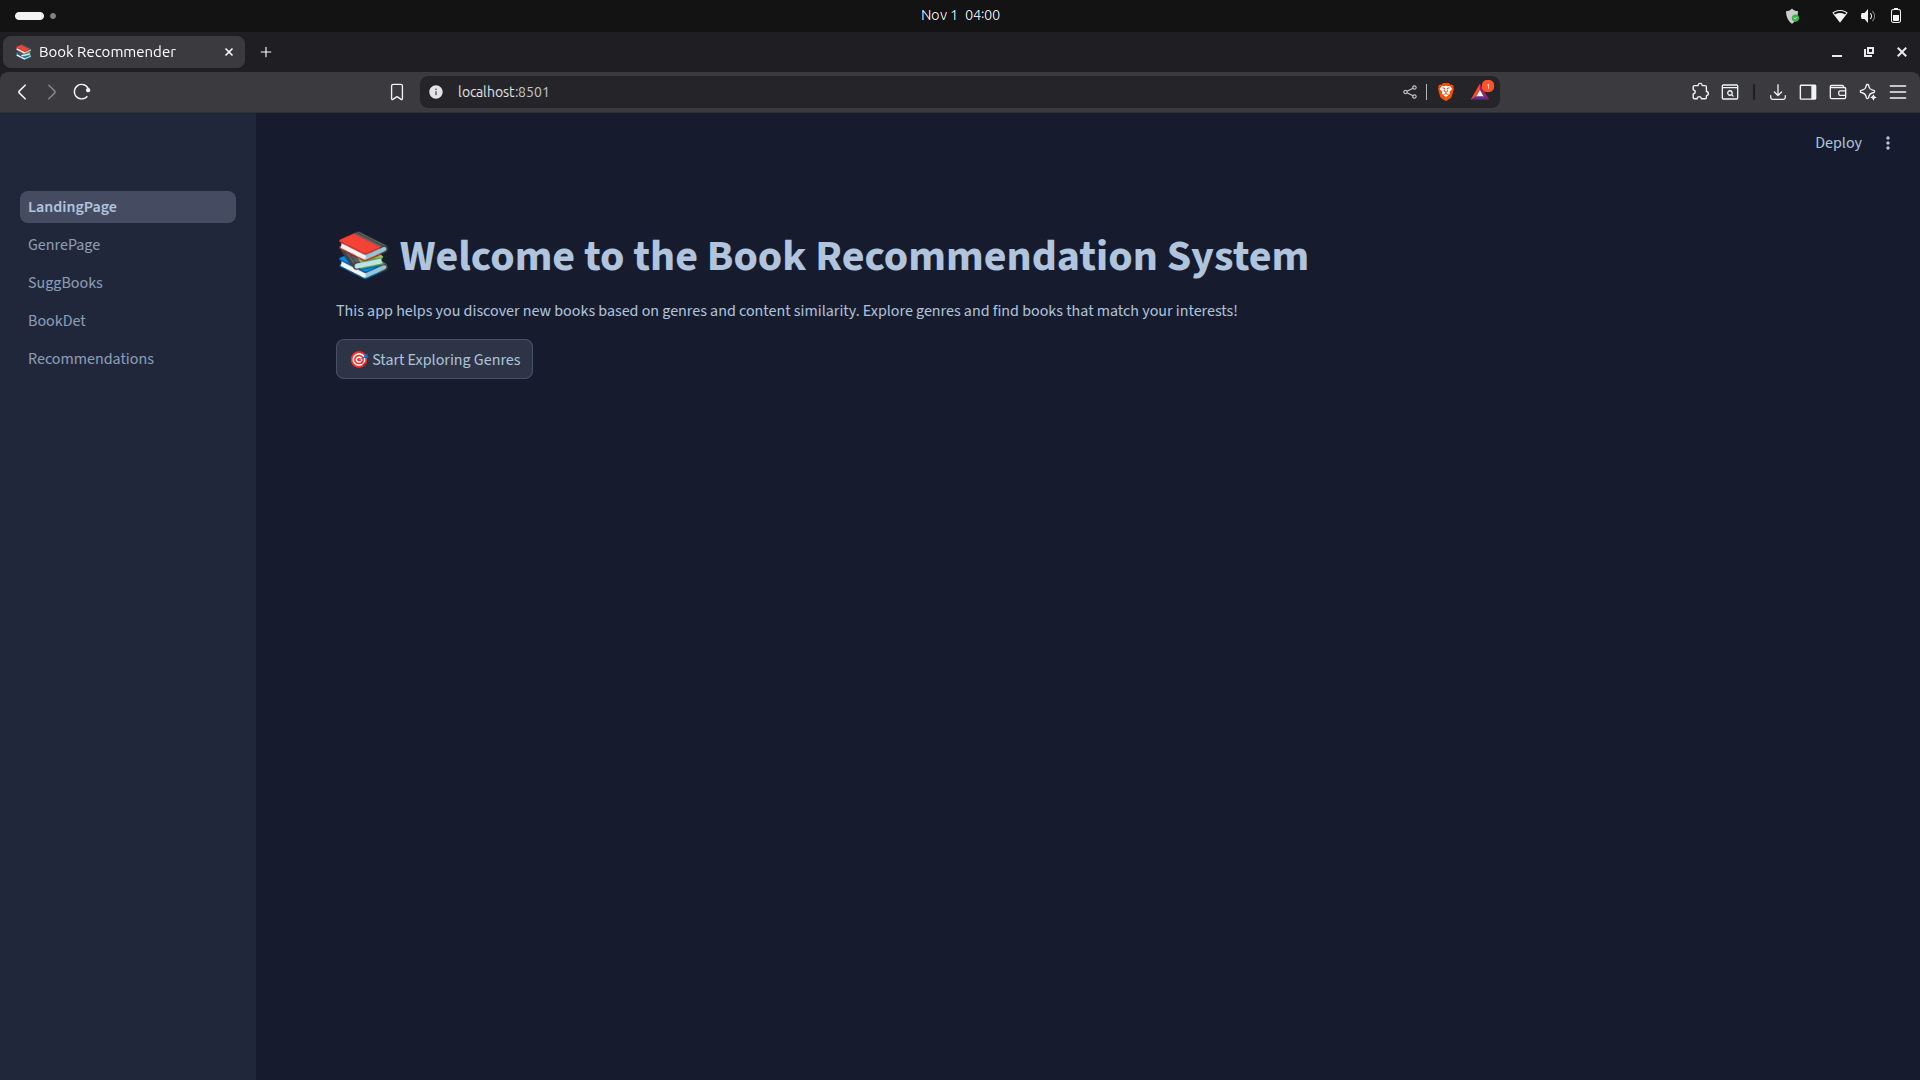 Nov 1 04:00
Book Recommender
localhost:8501
1
Deploy
LandingPage
GenrePage
SuggBooks
BookDet
Recommendations
Welcome to the Book Recommendation System
This app helps you discover new books based on genres and content similarity. Explore genres and find books that match your interests!
Start Exploring Genres